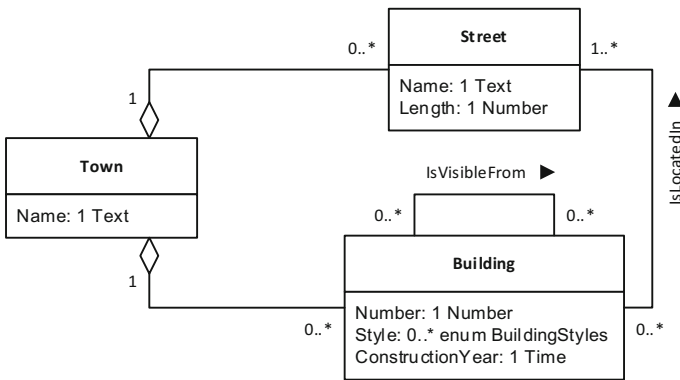 Street
0..*
1..*
Name: 1 Text
Length: 1 Number
1
Town
Name: 1 Text
IsLocatedIn
IsVisibleFrom
0..*
0..*
Building
1
0..*
Number: 1 Number
Style: 0..* enum BuildingStyles
ConstructionYear: 1 Time
0..*